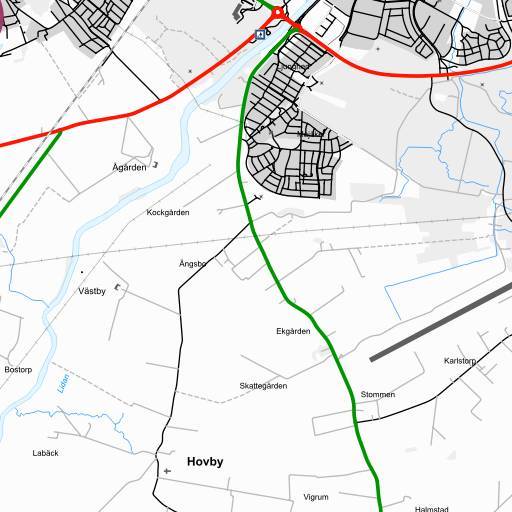 Ågården
Kockgården
Ängsbo
Västby
Ekgården
Karlstorp
Bostorp
Lidan
Skattegården
Stommen
Labäck
Hovby
Vigrum
Halmstad